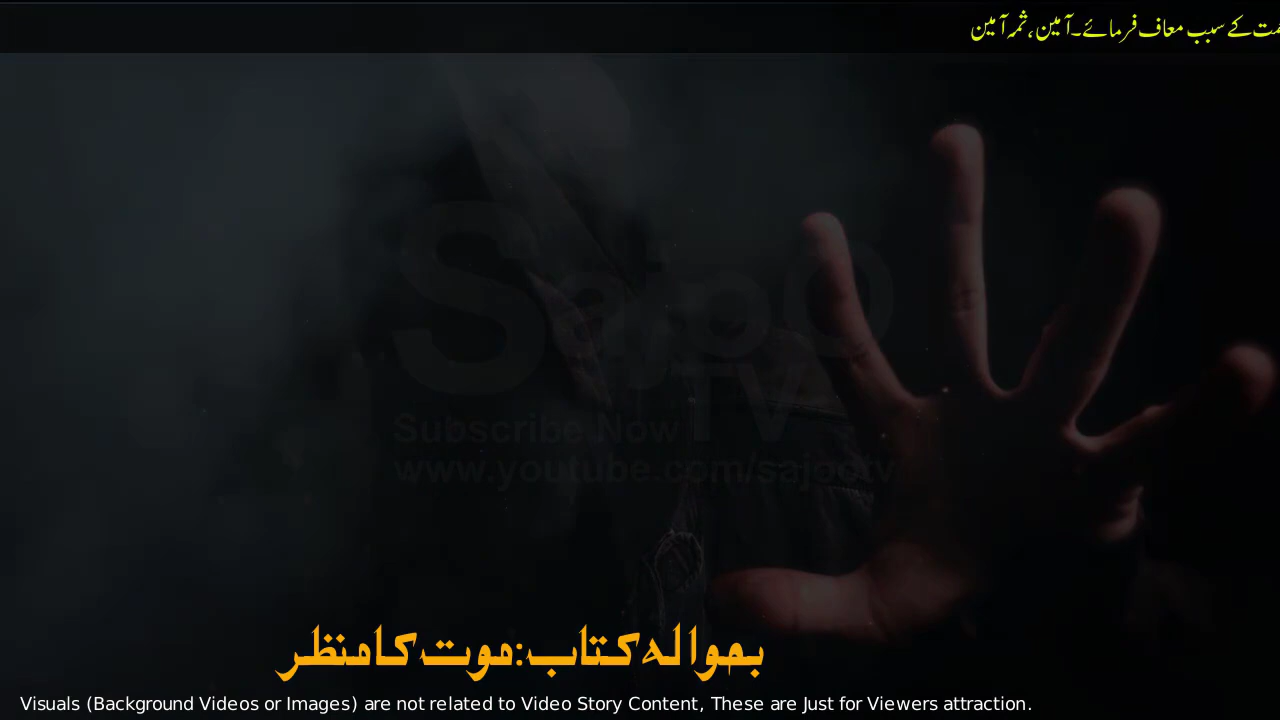 کے سبب معاف فرمائے۔ آمین، ثمہ آمین
SajoO
TV
Subscribe Now
www.youtube.com/sajootv
بحوالہ کتاب: موت کا منظر
Visuals (Background Videos or Images) are not related to Video Story Content, These are Just for Viewers attraction.